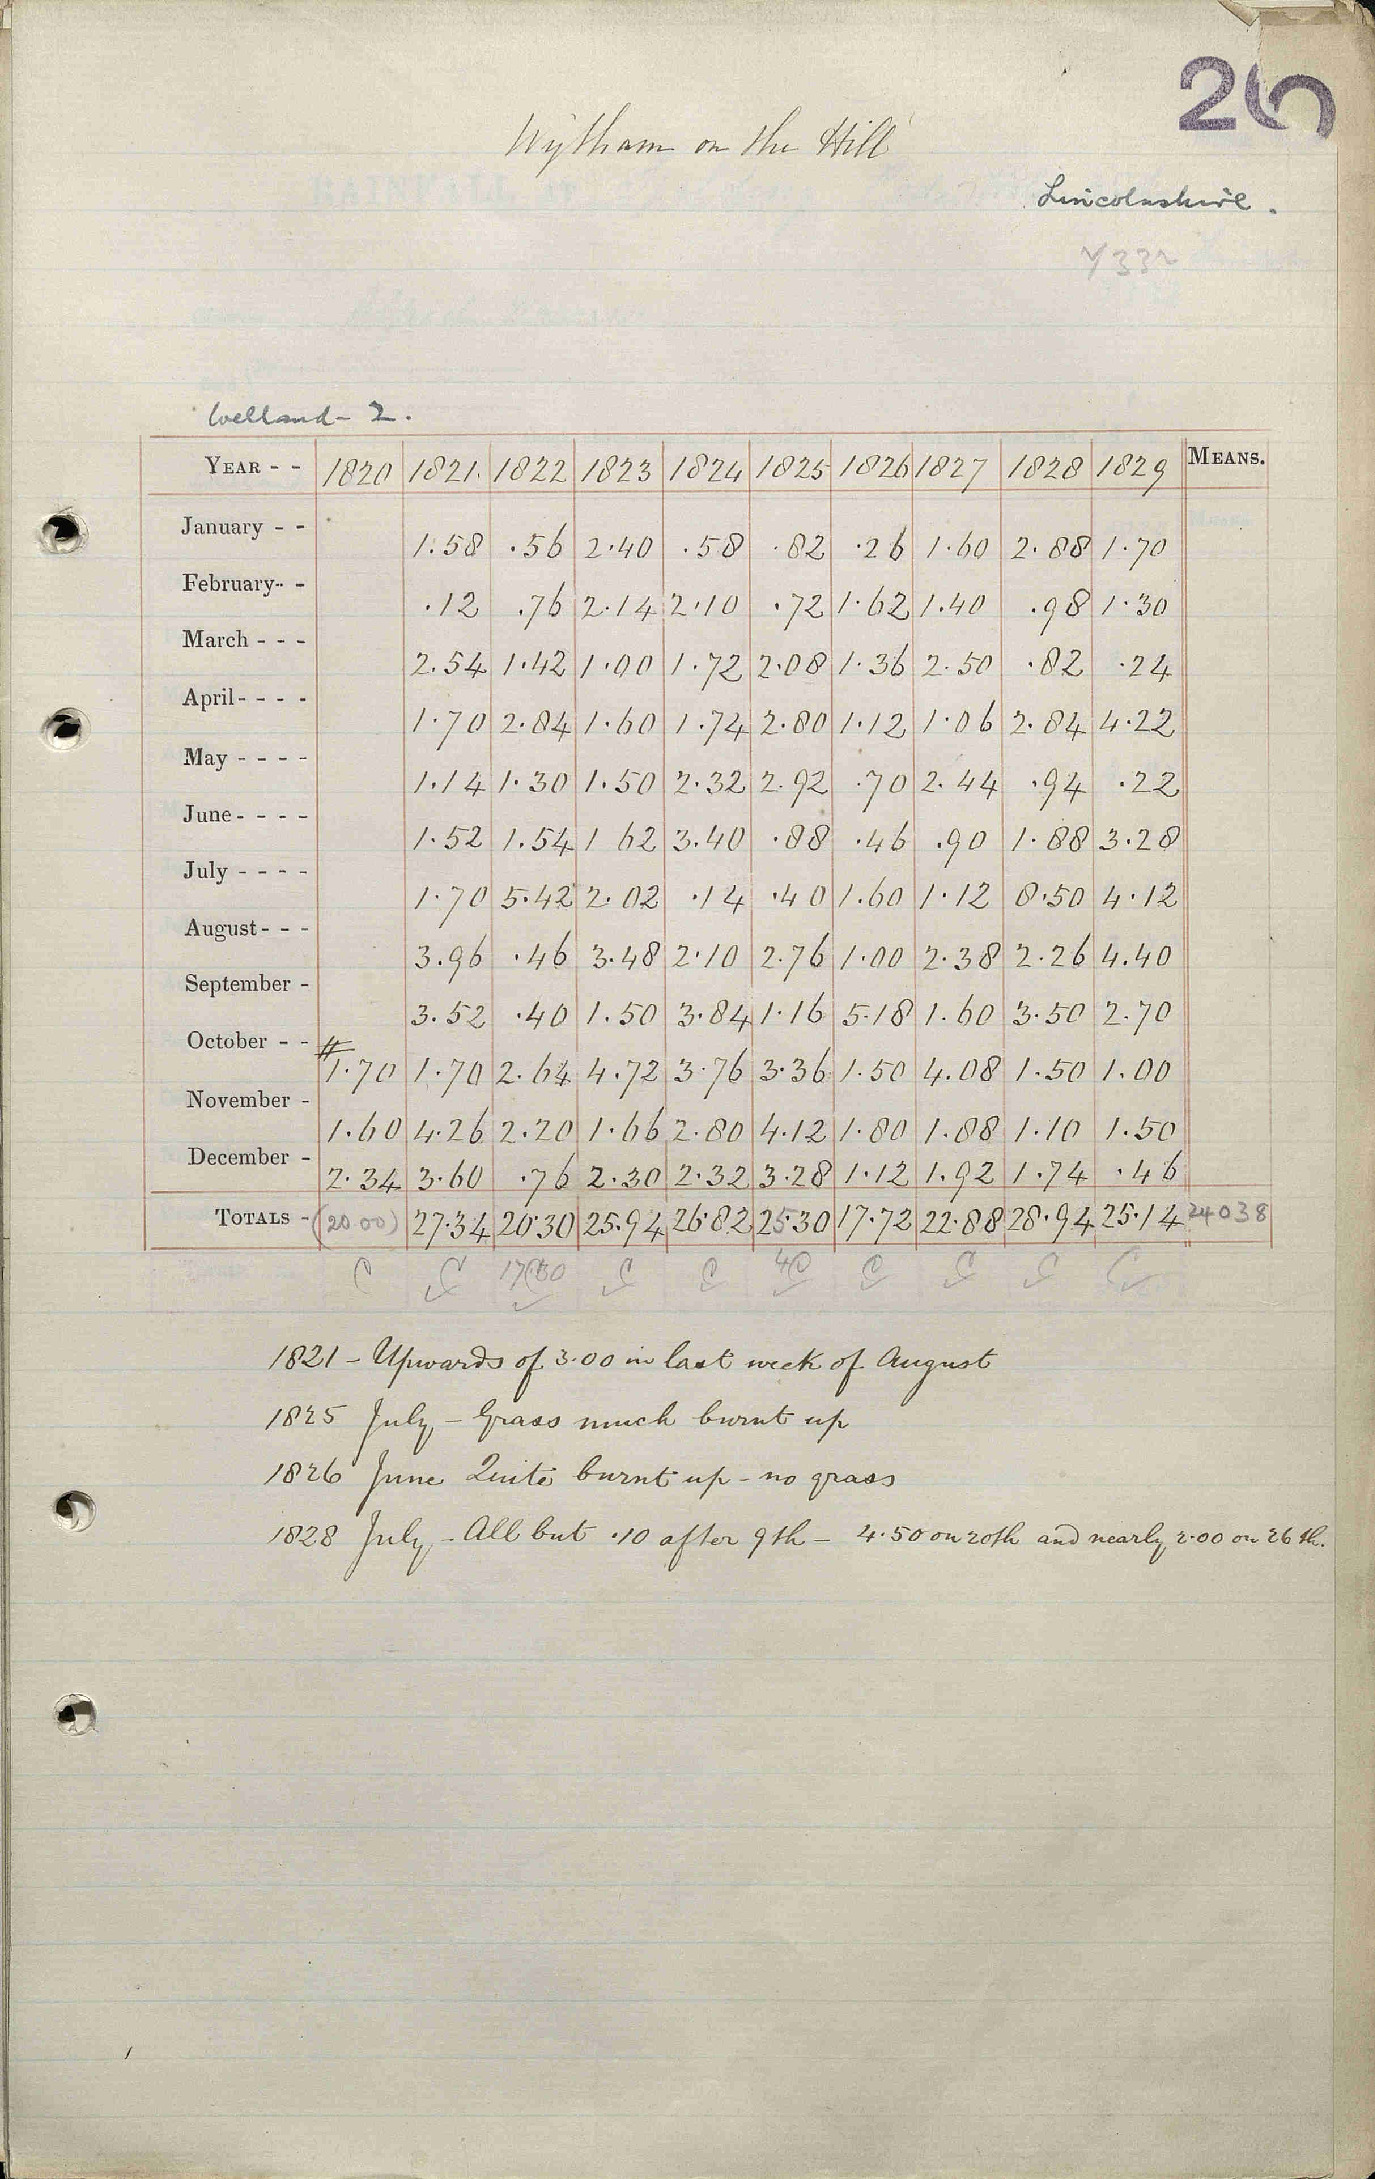 26
Wytham on the Hill
Lincolnshire.
Welland - 2.
YEAR - - 1820 1821 1822 1823 1824 1825 1826 1827 1828 1829 MEANS.
January - - 1.58 .56 2.40 .58 .82 .26 1.60 2.88 1.70
February - - .12 .76 2.14 2.10 .72 1.62 1.40 .98 1.30
March - - - 2.54 1.42 1.00 1.72 2.08 1.36 2.50 .82 .24
April - - - - 1.70 2.84 1.60 1.74 2.80 1.12 1.06 2.84 4.22
May - - - - 1.14 1.30 1.50 2.32 2.92 .70 2.44 .94 .22
June - - - - 1.52 1.54 1 62 3.40 .88 .46 .90 1.88 3.28
July - - - - 1.70 5.42 2.02 .14 .40 1.60 1.12 8.50 4.12
August - - - 3.96 .46 3.48 2.10 2.76 1.00 2.38 2.26 4.40
September - 3.52 .40 1.50 3.84 1.16 5.18 1.60 3.50 2.70
October - - # 1.70 1.70 2.64 4.72 3.76 3.36 1.50 4.08 1.50 1.00
November - 1.60 4.26 2.20 1.66 2.80 4.12 1.80 1.88 1.10 1.50
December - 2.34 3.60 .76 2.30 2.32 3.28 1.12 1.92 1.74 .46
TOTALS - (20 00) 27.34 20.30 25.94 26.82 25.30 17.72 22.88 28.94 25.14 24038
C C C C C C C C
1821 - Upwards of 3.00 in last week of August
1825 July - Grass much burnt up
1826 June Quite burnt up - no grass
1828 July - All but .10 after 9th - 4.50 on 20th and nearly 2.00 on 26th.